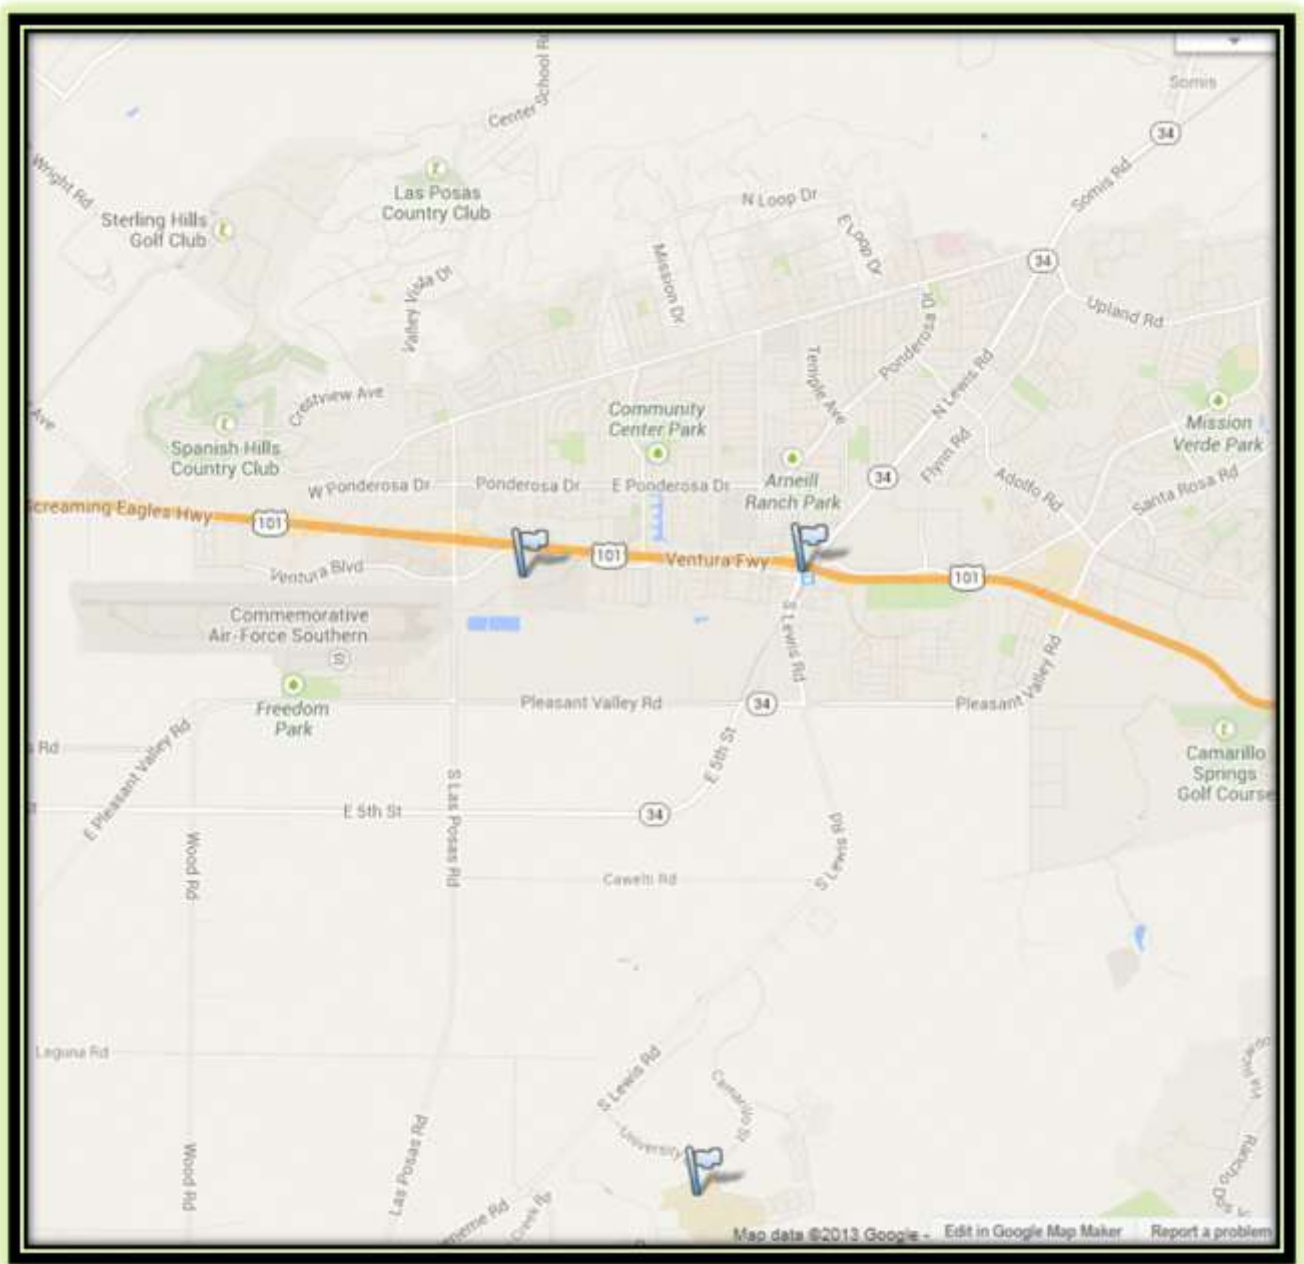 Somis
Center School Rd
34
Wright Rd
Somis Rd
Las Posas
Country Club
N Loop Dr
Sterling Hills
Golf Club
E Loop Dr
34
Mission Dr
Valley Vista Dr
Upland Rd
Ponderosa Dr
Temple Ave
N Lewis Rd
Crestview Ave
Ave
Community
Center Park
Mission
Verde Park
Spanish Hills
Country Club
Flynn Rd
34
Arneill
Ranch Park
Adolfo Rd
Santa Rosa Rd
W Ponderosa Dr
Ponderosa Dr
E Ponderosa Dr
Screaming Eagles Hwy
101
101
Ventura Fwy
101
Ventura Blvd
Commemorative
Air-Force Southern
S Lewis Rd
Pleasant Valley Rd
34
Pleasant Valley Rd
Freedom
Park
s Rd
E Pleasant Valley Rd
E 5th St
Camarillo
Springs
Golf Course
S Las Posas Rd
E 5th St
34
Wood Rd
S Lewis Rd
Cawelti Rd
Laguna Rd
S Lewis Rd
Camarillo St
University
Las Posas Rd
Wood Rd
Creek Rd
Map data ©2013 Google -
Edit in Google Map Maker
Report a problem